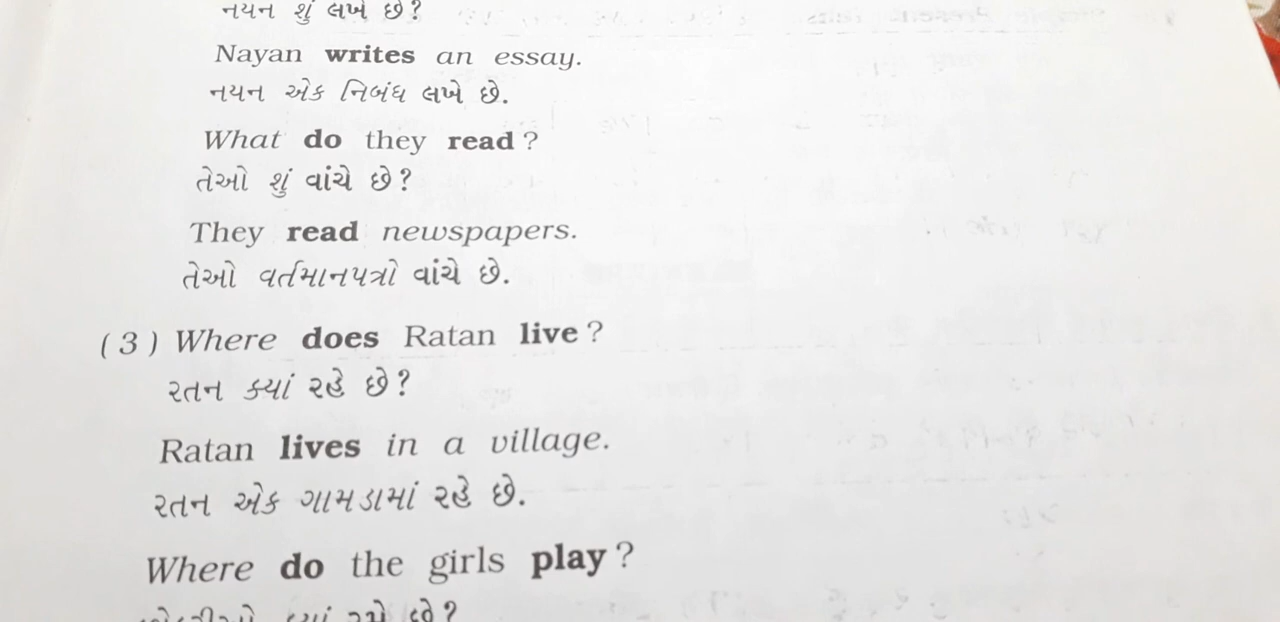 નયન શું લખે છે?
Nayan writes an essay.
નયન એક નિબંધ લખે છે.
What do they read ?
તેઓ શું વાંચે છે?
They read newspapers.
તેઓ વર્તમાનપત્રો વાંચે છે.
( 3 ) Where does Ratan live ?
રતન ક્યાં રહે છે?
Ratan lives in a village.
રતન એક ગામડામાં રહે છે.
Where do the girls play ?
ક્યાં રમે છે?